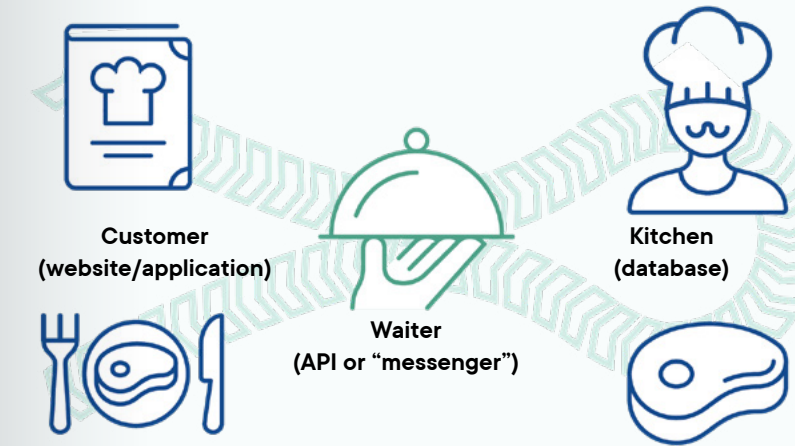 Customer
(website/application)
Waiter
(API or “messenger”)
Kitchen
(database)